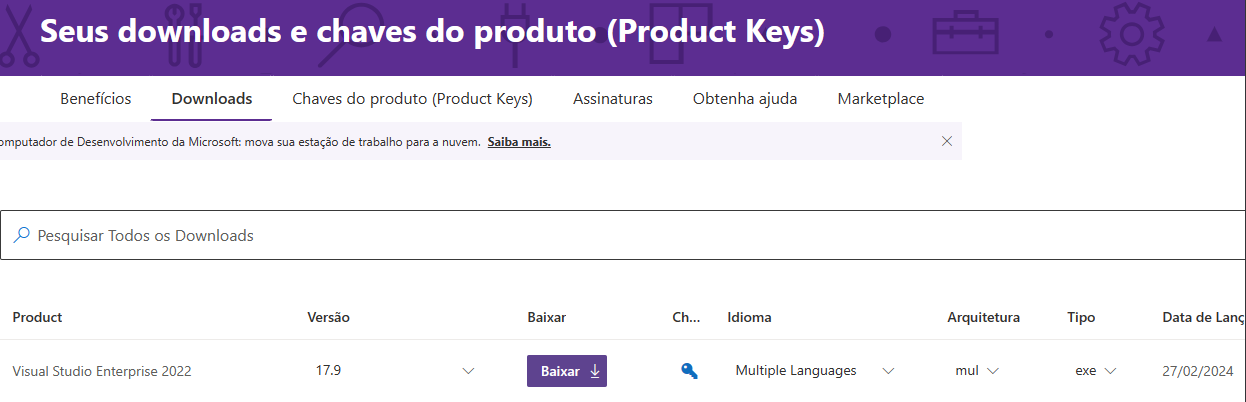 Seus downloads e chaves do produto (Product Keys)
Benefícios Downloads Chaves do produto (Product Keys) Assinaturas Obtenha ajuda Marketplace
omputador de Desenvolvimento da Microsoft: mova sua estação de trabalho para a nuvem. Saiba mais.
Pesquisar Todos os Downloads
Product Versão Baixar Ch... Idioma Arquitetura Tipo Data de Lanç
Visual Studio Enterprise 2022 17.9 Baixar Multiple Languages mul exe 27/02/2024